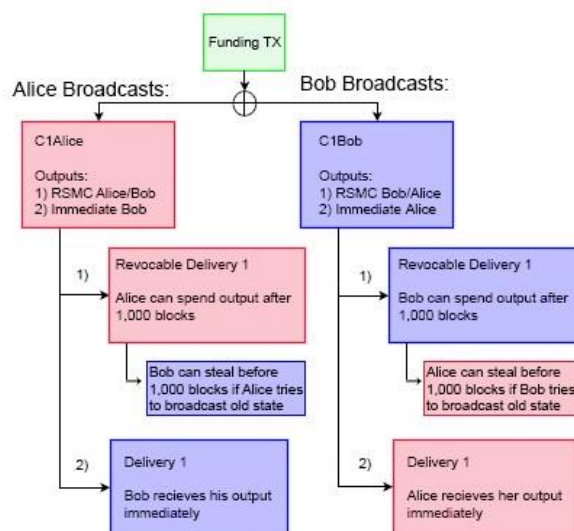 Funding TX
Alice Broadcasts:
Bob Broadcasts:
C1Alice
Outputs:
1) RSMC Alice/Bob
2) Immediate Bob
C1Bob
Outputs:
1) RSMC Bob/Alice
2) Immediate Alice
1)
Revocable Delivery 1
Alice can spend output after
1,000 blocks
1)
Revocable Delivery 1
Bob can spend output after
1,000 blocks
Bob can steal before
1,000 blocks if Alice tries
to broadcast old state
Alice can steal before
1,000 blocks if Bob tries
to broadcast old state
2)
Delivery 1
Bob recieves his output
immediately
2)
Delivery 1
Alice recieves her output
immediately